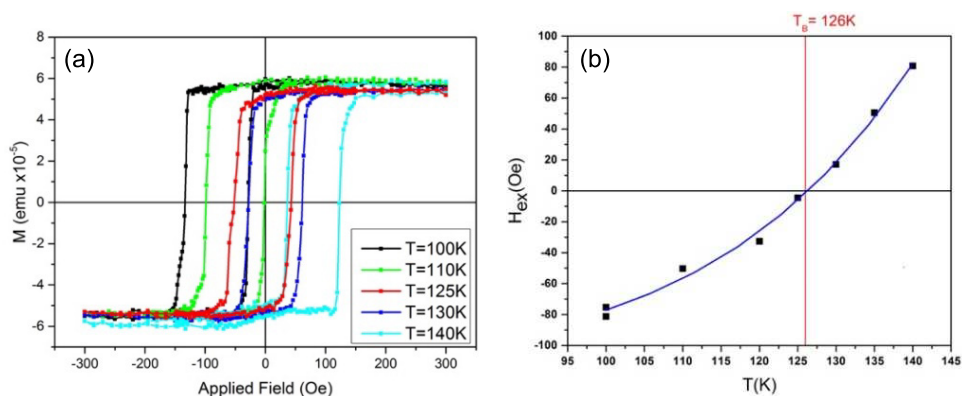 (a)
M (emu x10⁻⁵)
8
6
4
2
0
-2
-4
-6
-300 -200 -100 0 100 200 300
Applied Field (Oe)
T=100K
T=110K
T=125K
T=130K
T=140K
T_B = 126K
(b)
H_ex(Oe)
100
80
60
40
20
0
-20
-40
-60
-80
-100
95 100 105 110 115 120 125 130 135 140 145
T(K)